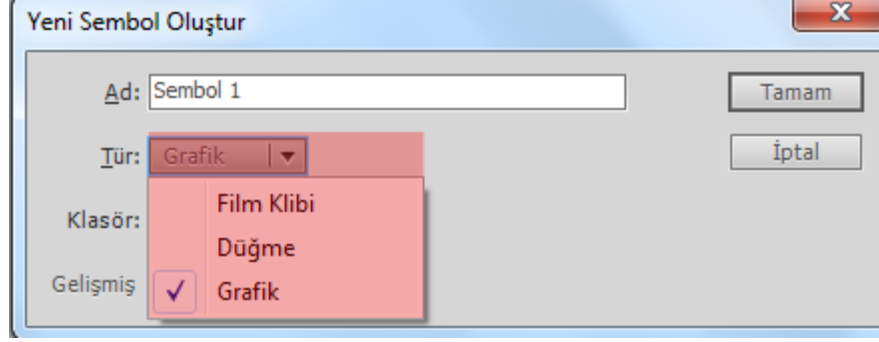 Yeni Sembol Oluştur
Ad: Sembol 1 Tamam
Tür: Grafik İptal
Film Klibi
Klasör:
Düğme
Gelişmiş
Grafik